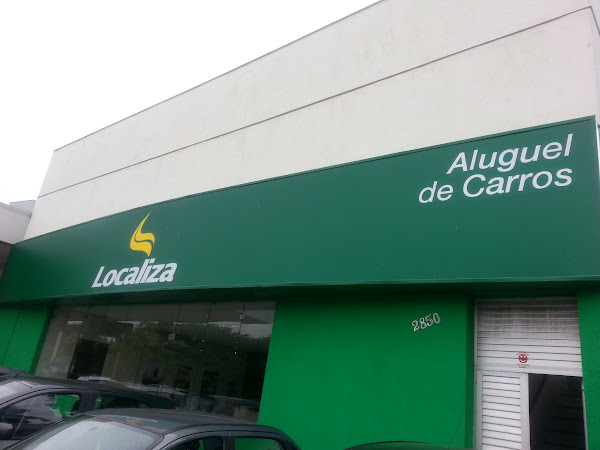 Aluguel
de Carros
Localiza
2850